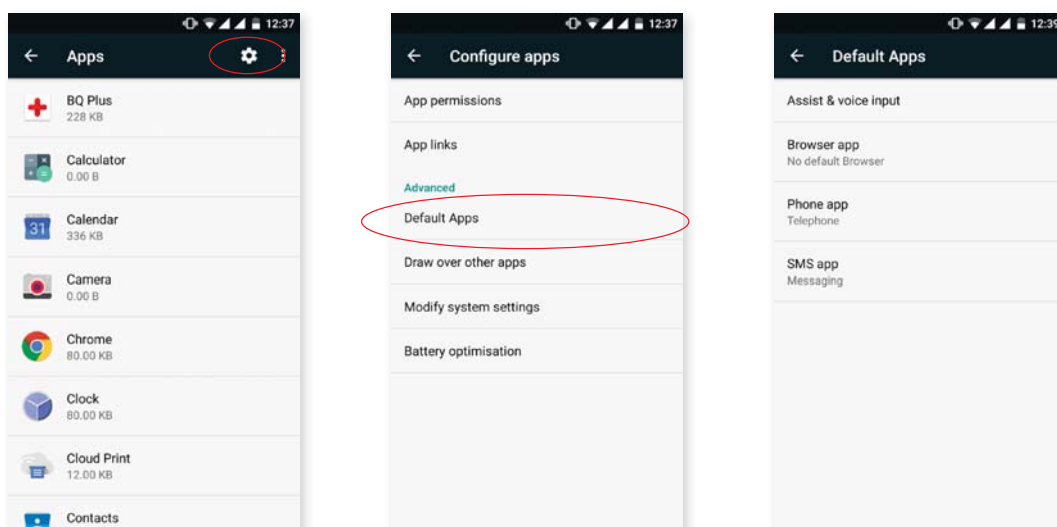 12:37
Apps
BQ Plus
228 KB
Calculator
0.00 B
31
Calendar
336 KB
Camera
0.00 B
Chrome
80.00 KB
Clock
80.00 KB
Cloud Print
12.00 KB
Contacts
12:37
Configure apps
App permissions
App links
Advanced
Default Apps
Draw over other apps
Modify system settings
Battery optimisation
12:39
Default Apps
Assist & voice input
Browser app
No default Browser
Phone app
Telephone
SMS app
Messaging